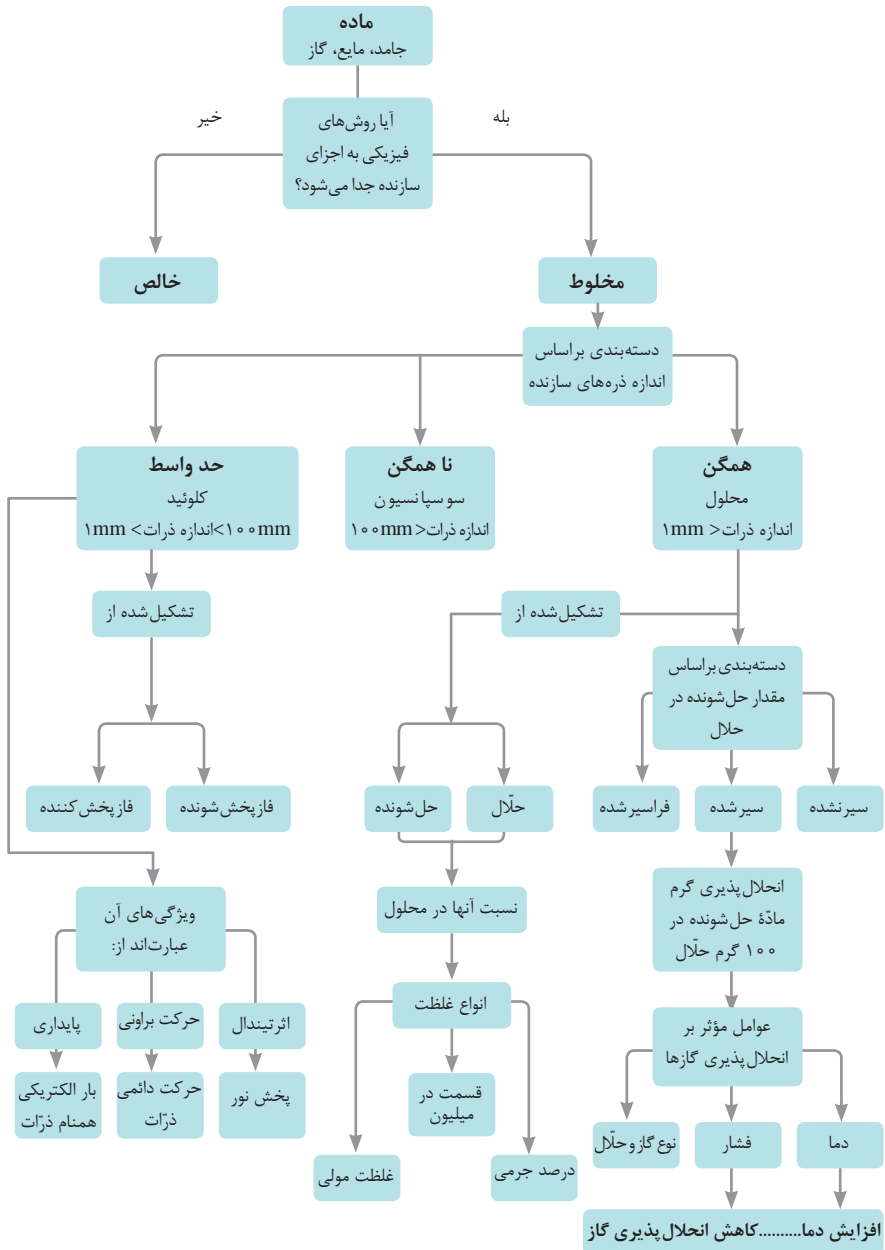 ماده
جامد، مایع، گاز
خیر
بله
آیا روش‌های
فیزیکی به اجزای
سازنده جدا می‌شود؟
خالص
مخلوط
دسته‌بندی براساس
اندازه ذره‌های سازنده
همگن
محلول
اندازه ذرات< ۱mm
نا همگن
سوسپانسیون
اندازه ذرات>۱۰۰mm
حد واسط
کلوئید
۱mm <اندازه ذرات<۱۰۰mm
تشکیل‌شده از
تشکیل‌شده از
دسته‌بندی براساس
مقدار حل‌شونده در
حلال
سیرنشده
سیرشده
فراسیرشده
حلّال
حل‌شونده
فازپخش‌شونده
فازپخش‌کننده
انحلال‌پذیری گرم
مادّهٔ حل‌شونده در
۱۰۰ گرم حلّال
نسبت آنها در محلول
ویژگی‌های آن
عبارت‌اند از:
انواع غلظت
عوامل مؤثر بر
انحلال‌پذیری گازها
اثرتیندال
حرکت براونی
پایداری
پخش نور
حرکت دائمی
ذرّات
بار الکتریکی
همنام ذرّات
قسمت در
میلیون
درصد جرمی
غلظت مولی
دما
فشار
نوع گازوحلّال
افزایش دما..........کاهش انحلال‌پذیری گاز